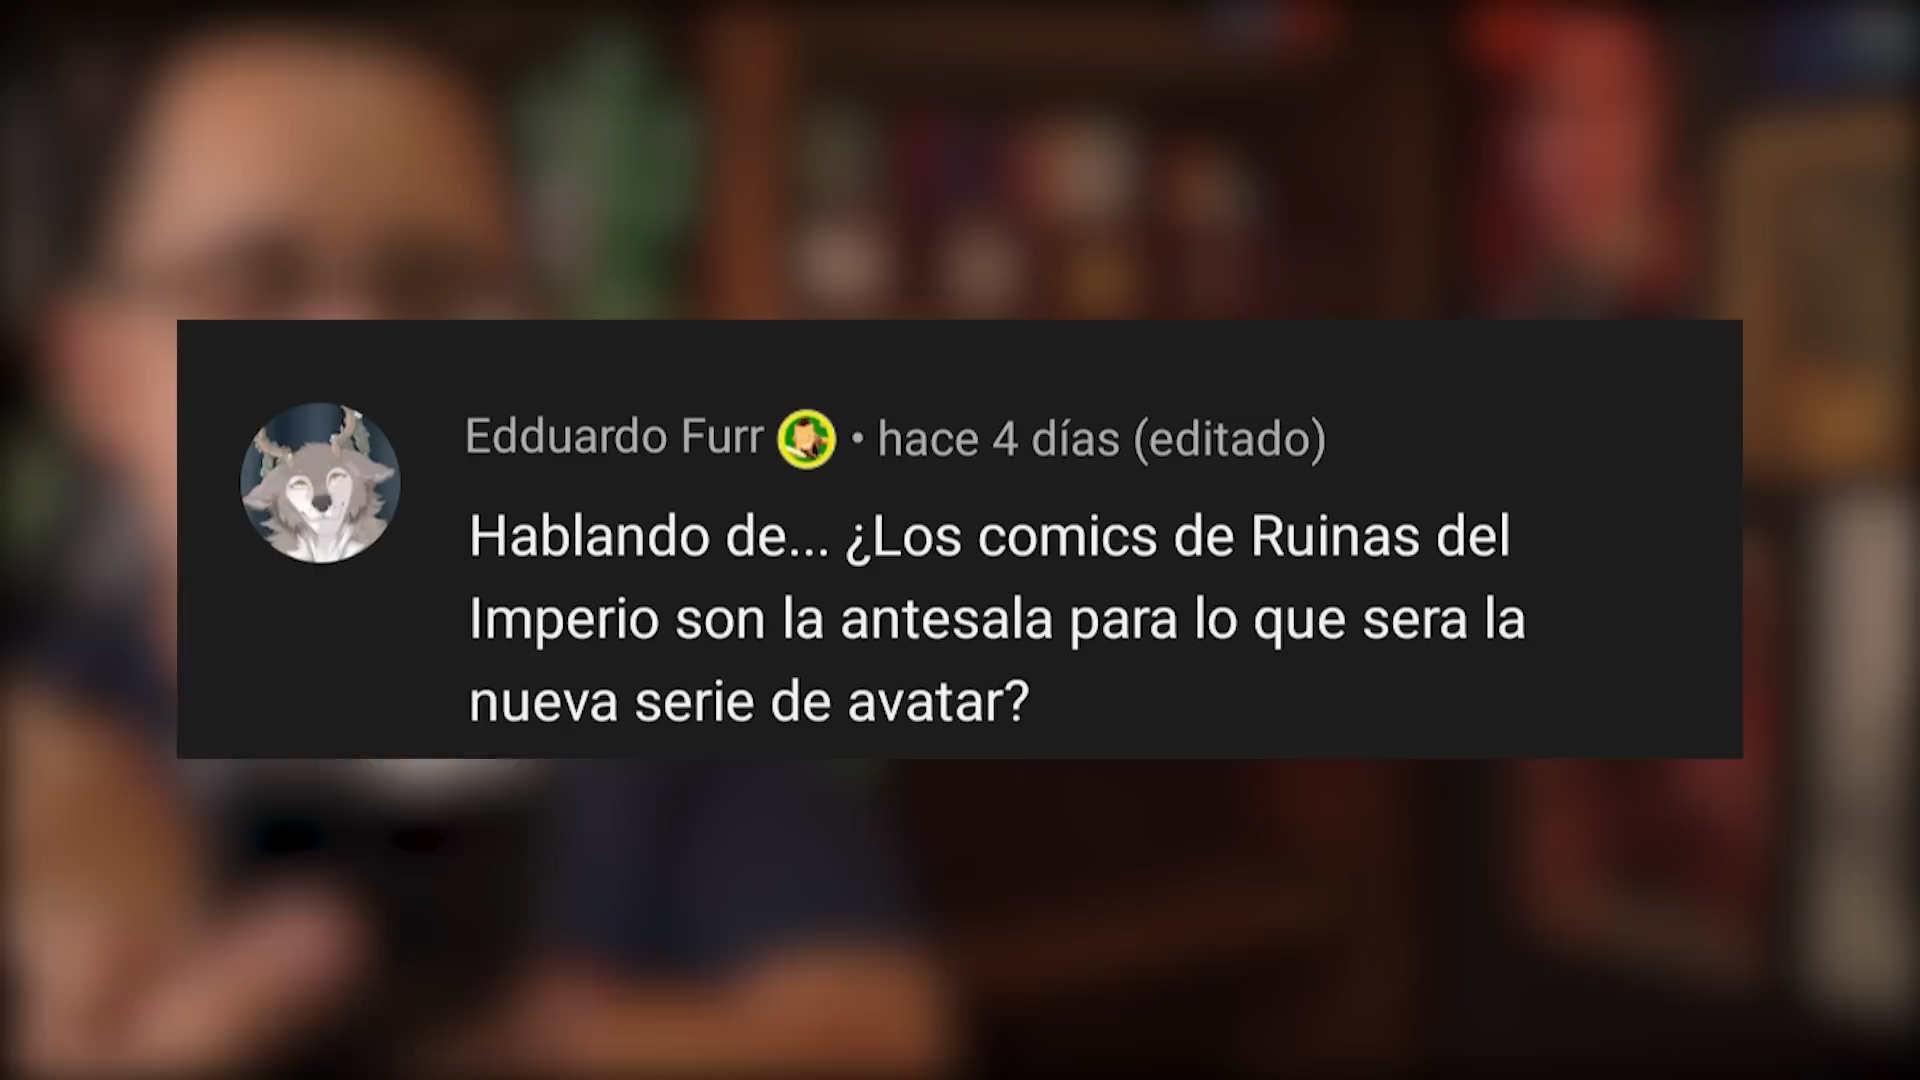 Edduardo Furr • hace 4 días (editado)
Hablando de... ¿Los comics de Ruinas del
Imperio son la antesala para lo que sera la
nueva serie de avatar?